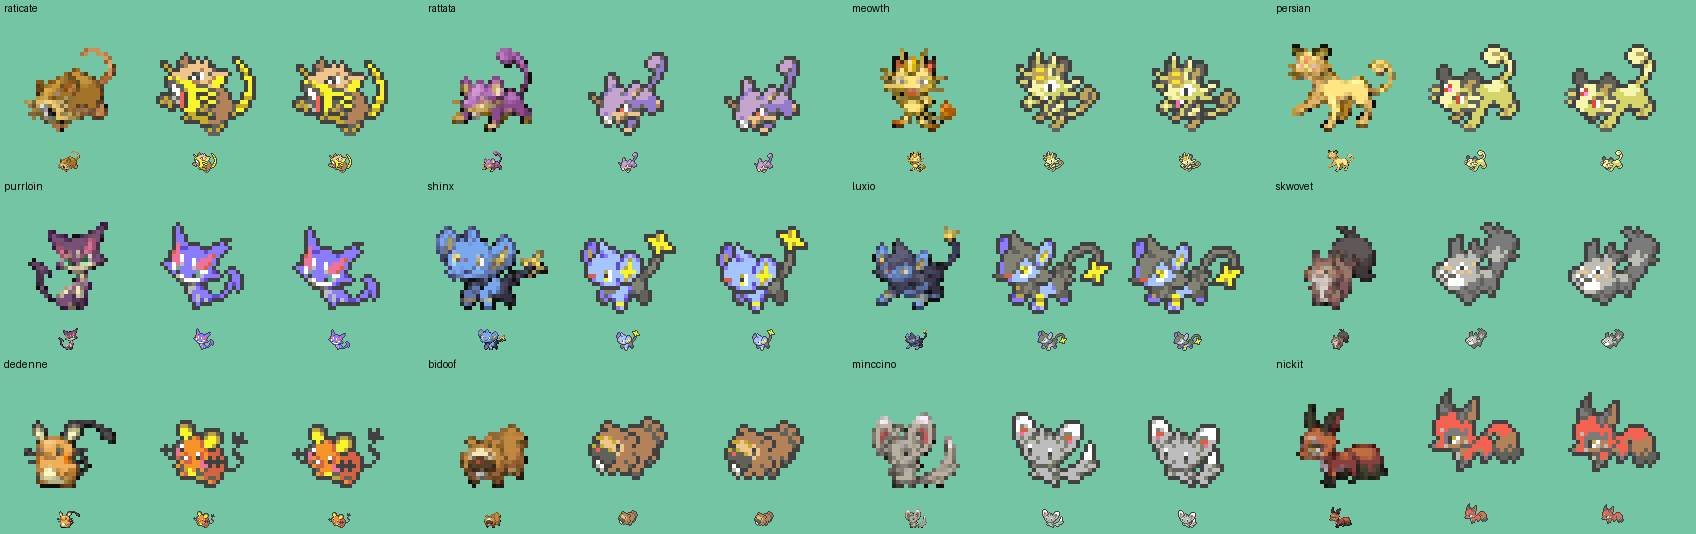 raticate
rattata
meowth
persian
purrloin
shinx
luxio
skwovet
dedenne
bidoof
minccino
nickit